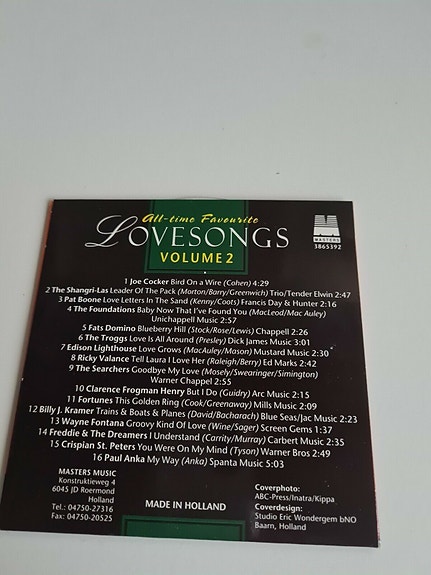 All-time Favourite
LOVESONGS
VOLUME 2
MASTERS
3865392
1 Joe Cocker Bird On a Wire (Cohen) 4:29
2 The Shangri-Las Leader Of The Pack (Morton/Barry/Greenwich) Trio/Tender Elwin 2:47
3 Pat Boone Love Letters In The Sand (Kenny/Coots) Francis Day & Hunter 2:16
4 The Foundations Baby Now That I've Found You (MacLeod/Mac Auley)
Unichappell Music 2:57
5 Fats Domino Blueberry Hill (Stock/Rose/Lewis) Chappell 2:26
6 The Troggs Love Is All Around (Presley) Dick James Music 3:01
7 Edison Lighthouse Love Grows (MacAuley/Mason) Mustard Music 2:30
8 Ricky Valance Tell Laura I Love Her (Raleigh/Berry) Ed Marks 2:42
9 The Searchers Goodbye My Love (Mosely/Swearinger/Simington)
Warner Chappel 2:55
10 Clarence Frogman Henry But I Do (Guidry) Arc Music 2:15
11 Fortunes This Golden Ring (Cook/Greenaway) Mills Music 2:09
12 Billy J. Kramer Trains & Boats & Planes (David/Bacharach) Blue Seas/Jac Music 2:23
13 Wayne Fontana Groovy Kind Of Love (Wine/Sager) Screen Gems 1:37
14 Freddie & The Dreamers I Understand (Carrity/Murray) Carbert Music 2:35
15 Crispian St. Peters You Were On My Mind (Tyson) Warner Bros 2:49
16 Paul Anka My Way (Anka) Spanta Music 5:03
MASTERS MUSIC
Konstruktieweg 4
6045 JD Roermond
Holland
Tel.: 04750-27316
Fax: 04750-20525
MADE IN HOLLAND
Coverphoto:
ABC-Press/Inatra/Kippa
Coverdesign:
Studio Eric Wondergem bNO
Baarn, Holland